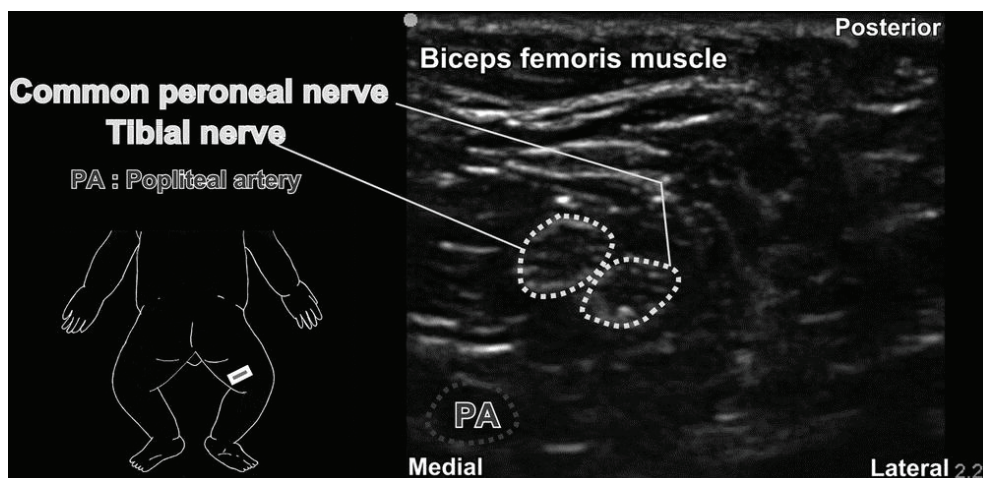 Posterior
Biceps femoris muscle
Common peroneal nerve
Tibial nerve
PA : Popliteal artery
PA
Medial
Lateral 2.2